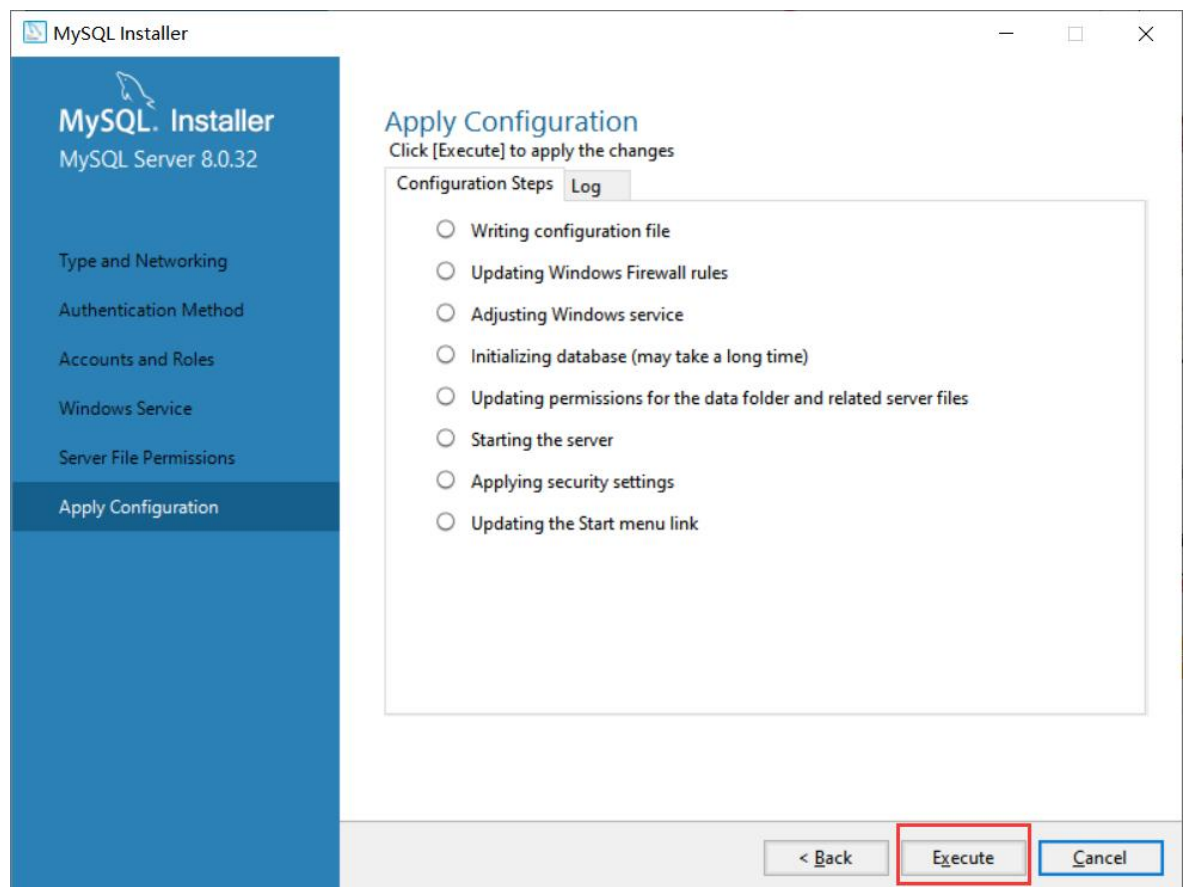 MySQL Installer
MySQL. Installer
MySQL Server 8.0.32
Type and Networking
Authentication Method
Accounts and Roles
Windows Service
Server File Permissions
Apply Configuration
Apply Configuration
Click [Execute] to apply the changes
Configuration Steps Log
Writing configuration file
Updating Windows Firewall rules
Adjusting Windows service
Initializing database (may take a long time)
Updating permissions for the data folder and related server files
Starting the server
Applying security settings
Updating the Start menu link
< Back Execute Cancel